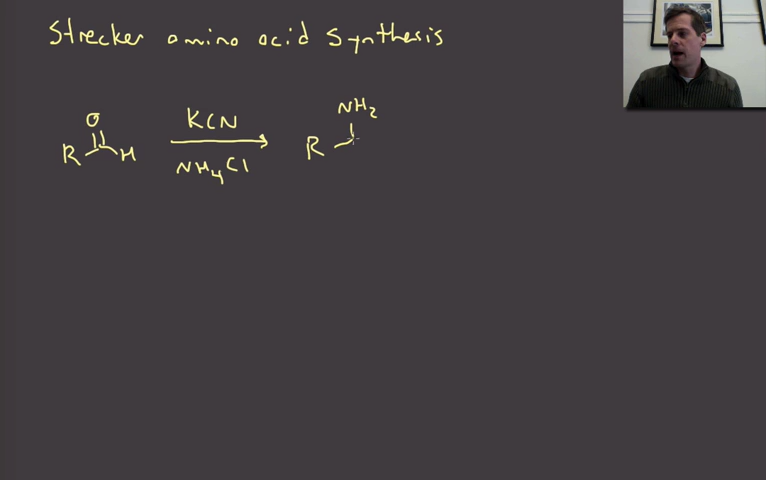 Strecker amino acid synthesis
O
R H
KCN
NH4Cl
NH2
R